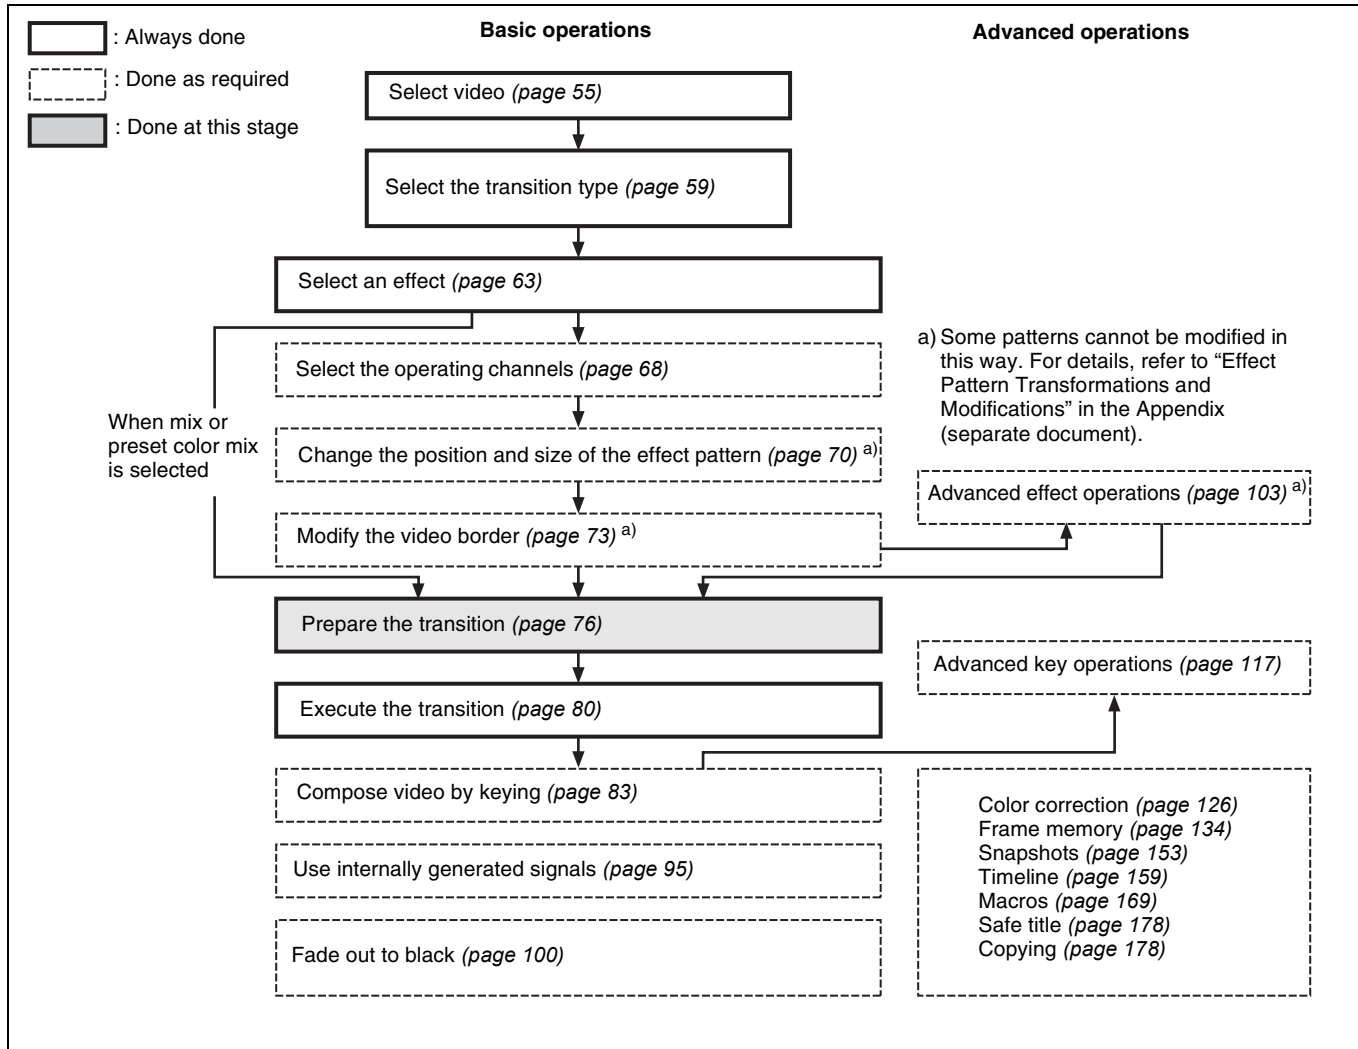 Basic operations
Advanced operations
: Always done
: Done as required
: Done at this stage
Select video (page 55)
Select the transition type (page 59)
Select an effect (page 63)
Select the operating channels (page 68)
When mix or
preset color mix
is selected
Change the position and size of the effect pattern (page 70) a)
Modify the video border (page 73) a)
a) Some patterns cannot be modified in
this way. For details, refer to “Effect
Pattern Transformations and
Modifications” in the Appendix
(separate document).
Advanced effect operations (page 103) a)
Prepare the transition (page 76)
Execute the transition (page 80)
Advanced key operations (page 117)
Compose video by keying (page 83)
Use internally generated signals (page 95)
Fade out to black (page 100)
Color correction (page 126)
Frame memory (page 134)
Snapshots (page 153)
Timeline (page 159)
Macros (page 169)
Safe title (page 178)
Copying (page 178)